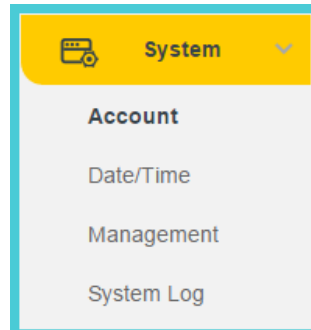 System
Account
Date/Time
Management
System Log